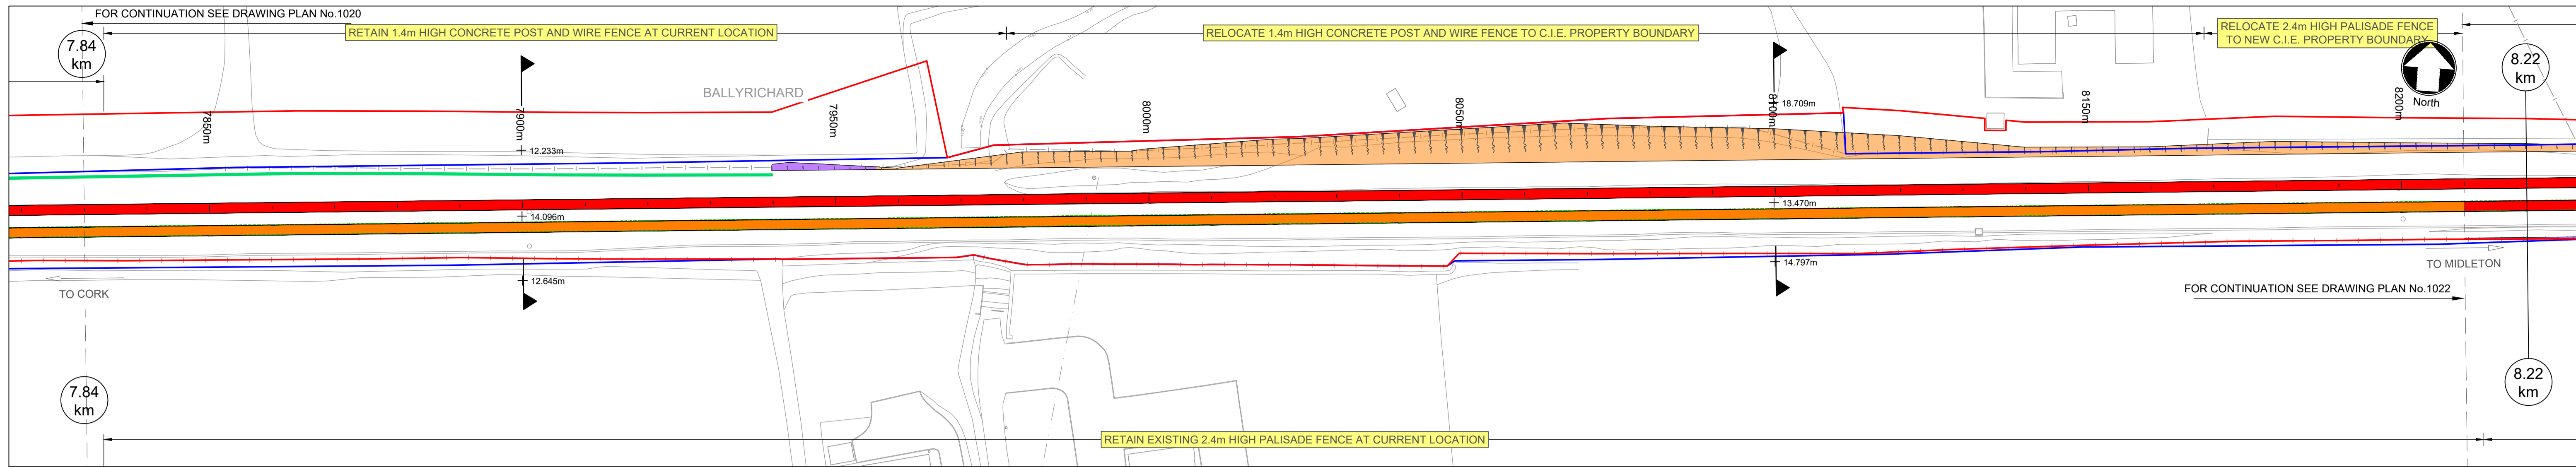 FOR CONTINUATION SEE DRAWING PLAN No.1020
7.84
km
RETAIN 1.4m HIGH CONCRETE POST AND WIRE FENCE AT CURRENT LOCATION
RELOCATE 1.4m HIGH CONCRETE POST AND WIRE FENCE TO C.I.E. PROPERTY BOUNDARY
RELOCATE 2.4m HIGH PALISADE FENCE
TO NEW C.I.E. PROPERTY BOUNDARY
8.22
km
North
BALLYRICHARD
7850m
7900m
7950m
8000m
8050m
8100m
8150m
8200m
12.233m
18.709m
14.096m
13.470m
12.645m
14.797m
TO CORK
TO MIDLETON
FOR CONTINUATION SEE DRAWING PLAN No.1022
7.84
km
8.22
km
RETAIN EXISTING 2.4m HIGH PALISADE FENCE AT CURRENT LOCATION